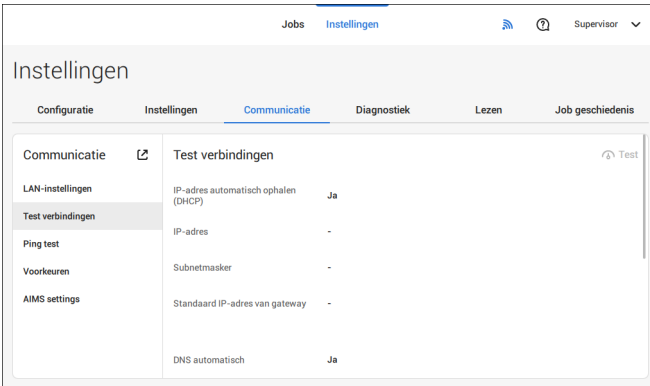 Jobs Instellingen Supervisor
Instellingen
Configuratie Instellingen Communicatie Diagnostiek Lezen Job geschiedenis
Communicatie
LAN-instellingen
Test verbindingen
Ping test
Voorkeuren
AIMS settings
Test verbindingen Test
IP-adres automatisch ophalen
(DHCP) Ja
IP-adres -
Subnetmasker -
Standaard IP-adres van gateway -
DNS automatisch Ja